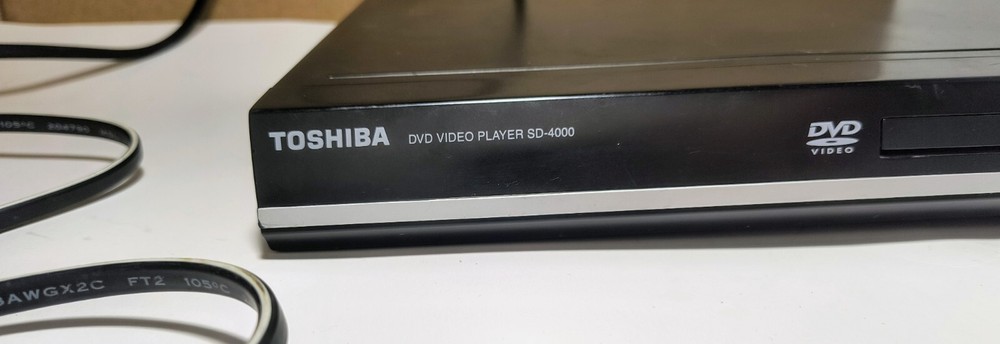 TOSHIBA DVD VIDEO PLAYER SD-4000
DVD
VIDEO
105°C
AWGX2C FT2 105°C